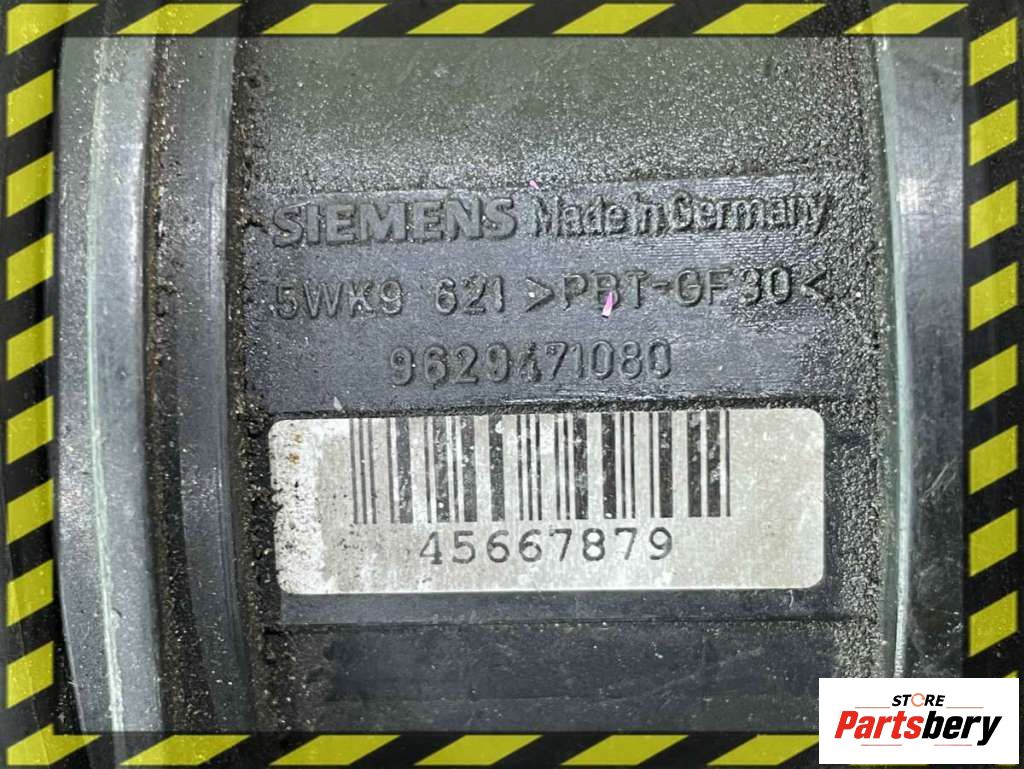 SIEMENS Made in Germany
5WK9 621 >PBT-GF30<
9629471080
45667879
STORE
Partsbery